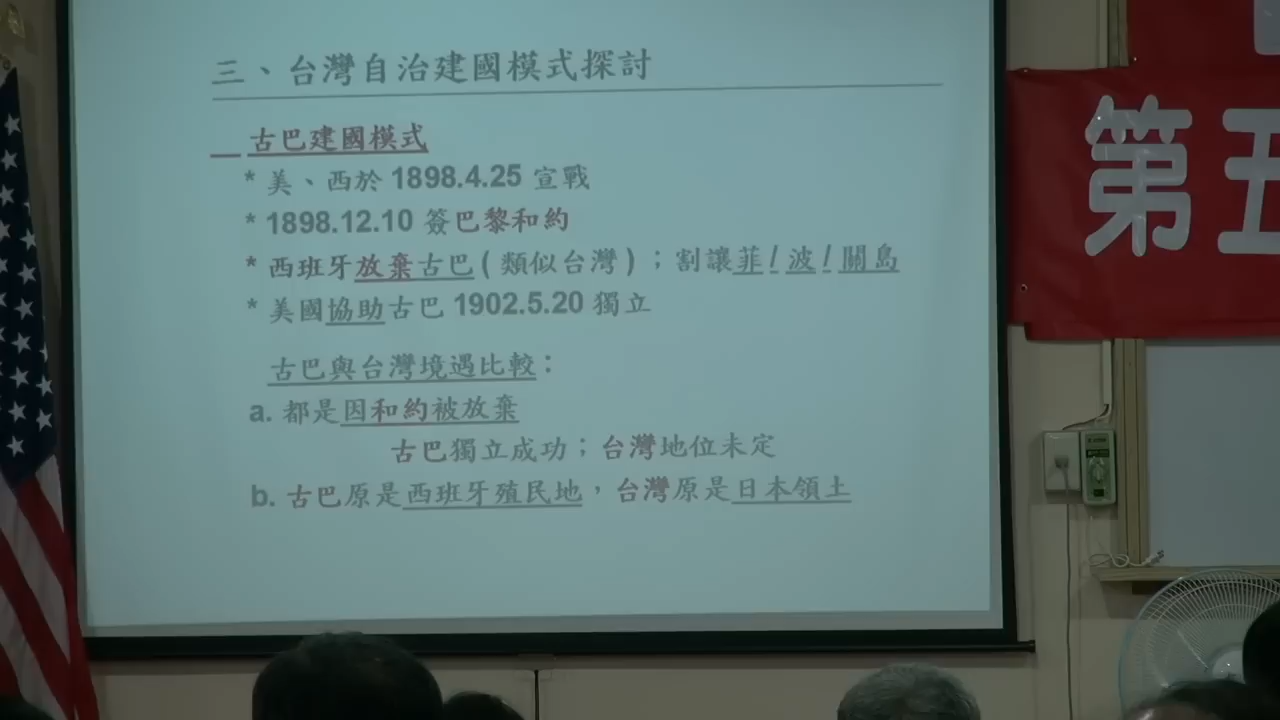 三、台灣自治建國模式探討
古巴建國模式
* 美、西於 1898.4.25 宣戰
* 1898.12.10 簽巴黎和約
* 西班牙放棄古巴 ( 類似台灣 ) ；割讓菲/波/關島
* 美國協助古巴 1902.5.20 獨立
古巴與台灣境遇比較：
a. 都是因和約被放棄
古巴獨立成功；台灣地位未定
b. 古巴原是西班牙殖民地，台灣原是日本領土
第五